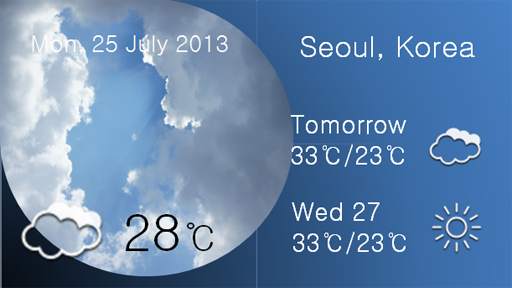 Mon. 25 July 2013
28℃
Seoul, Korea
Tomorrow
33℃/23℃
Wed 27
33℃/23℃